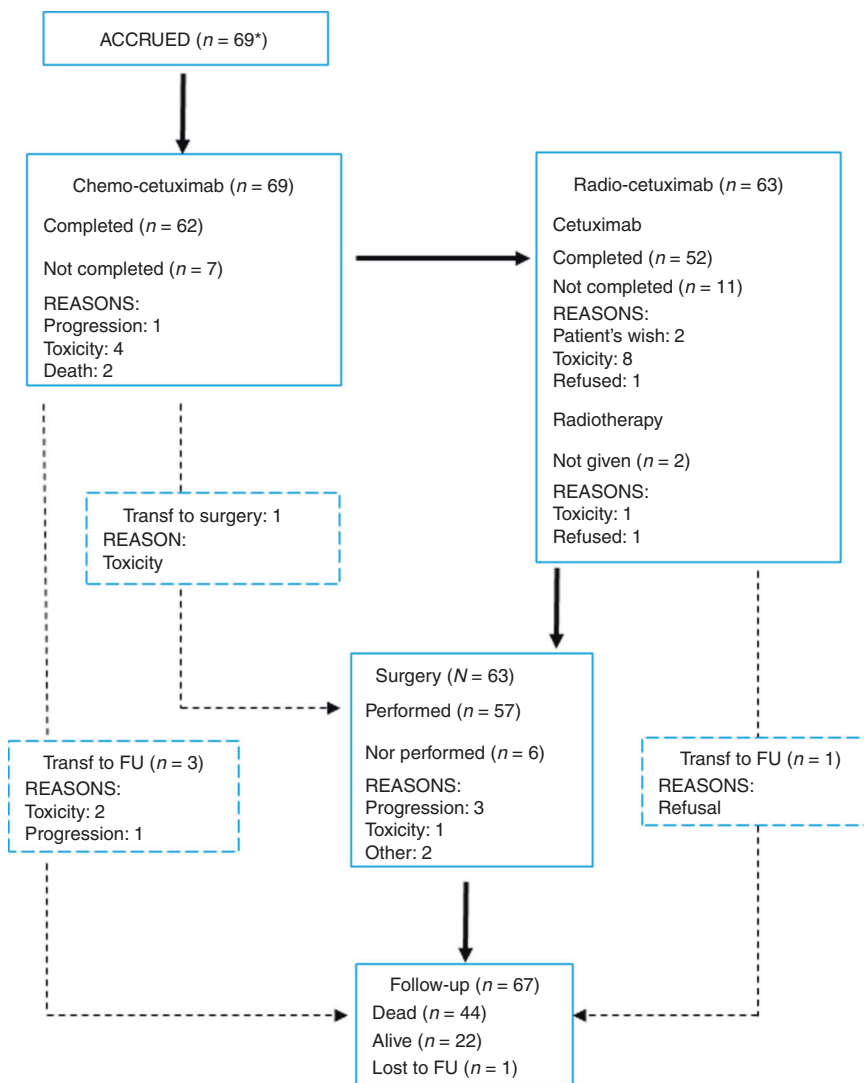 ACCRUED (n = 69*)
Chemo-cetuximab (n = 69)
Completed (n = 62)
Not completed (n = 7)
REASONS:
Progression: 1
Toxicity: 4
Death: 2
Radio-cetuximab (n = 63)
Cetuximab
Completed (n = 52)
Not completed (n = 11)
REASONS:
Patient's wish: 2
Toxicity: 8
Refused: 1
Radiotherapy
Not given (n = 2)
REASONS:
Toxicity: 1
Refused: 1
Transf to surgery: 1
REASON:
Toxicity
Surgery (N = 63)
Performed (n = 57)
Nor performed (n = 6)
REASONS:
Progression: 3
Toxicity: 1
Other: 2
Transf to FU (n = 3)
REASONS:
Toxicity: 2
Progression: 1
Transf to FU (n = 1)
REASONS:
Refusal
Follow-up (n = 67)
Dead (n = 44)
Alive (n = 22)
Lost to FU (n = 1)